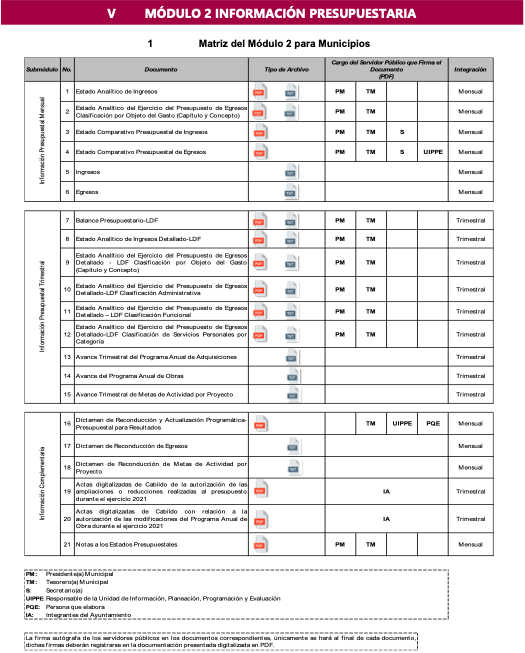 V MÓDULO 2 INFORMACIÓN PRESUPUESTARIA
1 Matriz del Módulo 2 para Municipios
Submódulo No. Documento Tipo de Archivo Cargo del Servidor Público que Firma el Documento (PDF) Integración
Información Presupuestal Mensual
1 Estado Analítico de Ingresos PDF TXT PM TM Mensual
2 Estado Analítico del Ejercicio del Presupuesto de Egresos
Clasificación por Objeto del Gasto (Capítulo y Concepto) PDF TXT PM TM Mensual
3 Estado Comparativo Presupuestal de Ingresos PDF PM TM S Mensual
4 Estado Comparativo Presupuestal de Egresos PDF PM TM S UIPPE Mensual
5 Ingresos TXT Mensual
6 Egresos TXT Mensual
Información Presupuestal Trimestral
7 Balance Presupuestario-LDF PDF TXT PM TM Trimestral
8 Estado Analítico de Ingresos Detallado-LDF PDF TXT PM TM Trimestral
9 Estado Analítico del Ejercicio del Presupuesto de Egresos
Detallado - LDF Clasificación por Objeto del Gasto
(Capítulo y Concepto) PDF TXT PM TM Trimestral
10 Estado Analítico del Ejercicio del Presupuesto de Egresos
Detallado-LDF Clasificación Administrativa PDF TXT PM TM Trimestral
11 Estado Analítico del Ejercicio del Presupuesto de Egresos
Detallado – LDF Clasificación Funcional PDF TXT PM TM Trimestral
12 Estado Analítico del Ejercicio del Presupuesto de Egresos
Detallado-LDF Clasificación de Servicios Personales por
Categoría PDF TXT PM TM Trimestral
13 Avance Trimestral del Programa Anual de Adquisiciones TXT Trimestral
14 Avance del Programa Anual de Obras TXT Trimestral
15 Avance Trimestral de Metas de Actividad por Proyecto TXT Trimestral
Información Complementaria
16 Dictamen de Reconducción y Actualización Programática-
Presupuestal para Resultados PDF TM UIPPE PQE Mensual
17 Dictamen de Reconducción de Egresos TXT Mensual
18 Dictamen de Reconducción de Metas de Actividad por
Proyecto TXT Mensual
19 Actas digitalizadas de Cabildo de la autorización de las
ampliaciones o reducciones realizadas al presupuesto
durante el ejercicio 2021 PDF IA Trimestral
20 Actas digitalizadas de Cabildo con relación a la
autorización de las modificaciones del Programa Anual de
Obra durante el ejercicio 2021 PDF IA Trimestral
21 Notas a los Estados Presupuestales PDF PM TM Mensual
PM: Presidente(a) Municipal
TM: Tesorero(a) Municipal
S: Secretario(a)
UIPPE: Responsable de la Unidad de Información, Planeación, Programación y Evaluación
PQE: Persona que elabora
IA: Integrantes del Ayuntamiento
La firma autógrafa de los servidores públicos en los documentos correspondientes, únicamente se hará al final de cada documento,
dichas firmas deberán registrarse en la documentación presentada digitalizada en PDF.